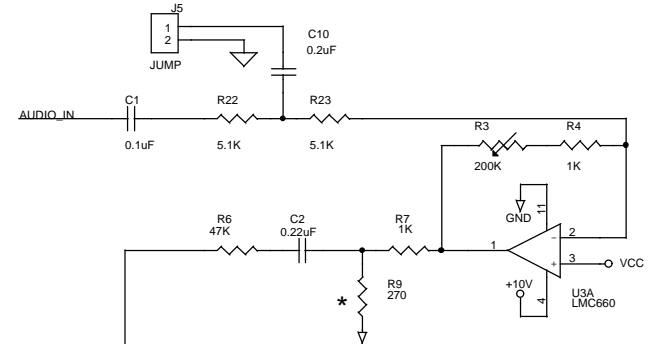 J5
1
2
JUMP
C10
0.2uF
AUDIO_IN
C1
0.1uF
R22
5.1K
R23
5.1K
R3
200K
R4
1K
GND
11
R6
47K
C2
0.22uF
R7
1K
1
2
3
VCC
*
R9
270
+10V
4
U3A
LMC660
-
+